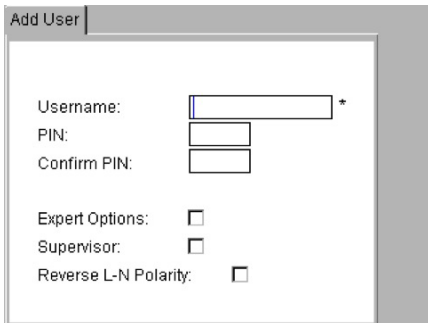 Add User
Username: *
PIN:
Confirm PIN:
Expert Options:
Supervisor:
Reverse L-N Polarity: